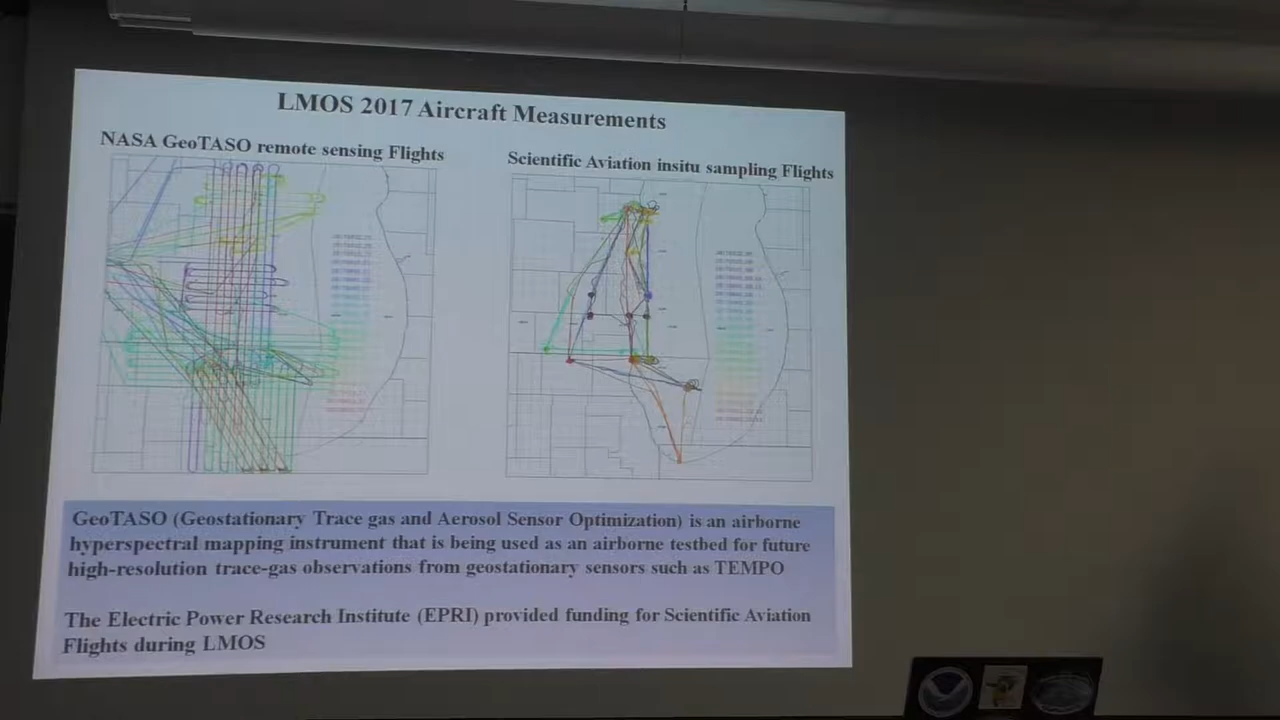 LMOS 2017 Aircraft Measurements
NASA GeoTASO remote sensing Flights
Scientific Aviation insitu sampling Flights
GeoTASO (Geostationary Trace gas and Aerosol Sensor Optimization) is an airborne
hyperspectral mapping instrument that is being used as an airborne testbed for future
high-resolution trace-gas observations from geostationary sensors such as TEMPO
The Electric Power Research Institute (EPRI) provided funding for Scientific Aviation
Flights during LMOS